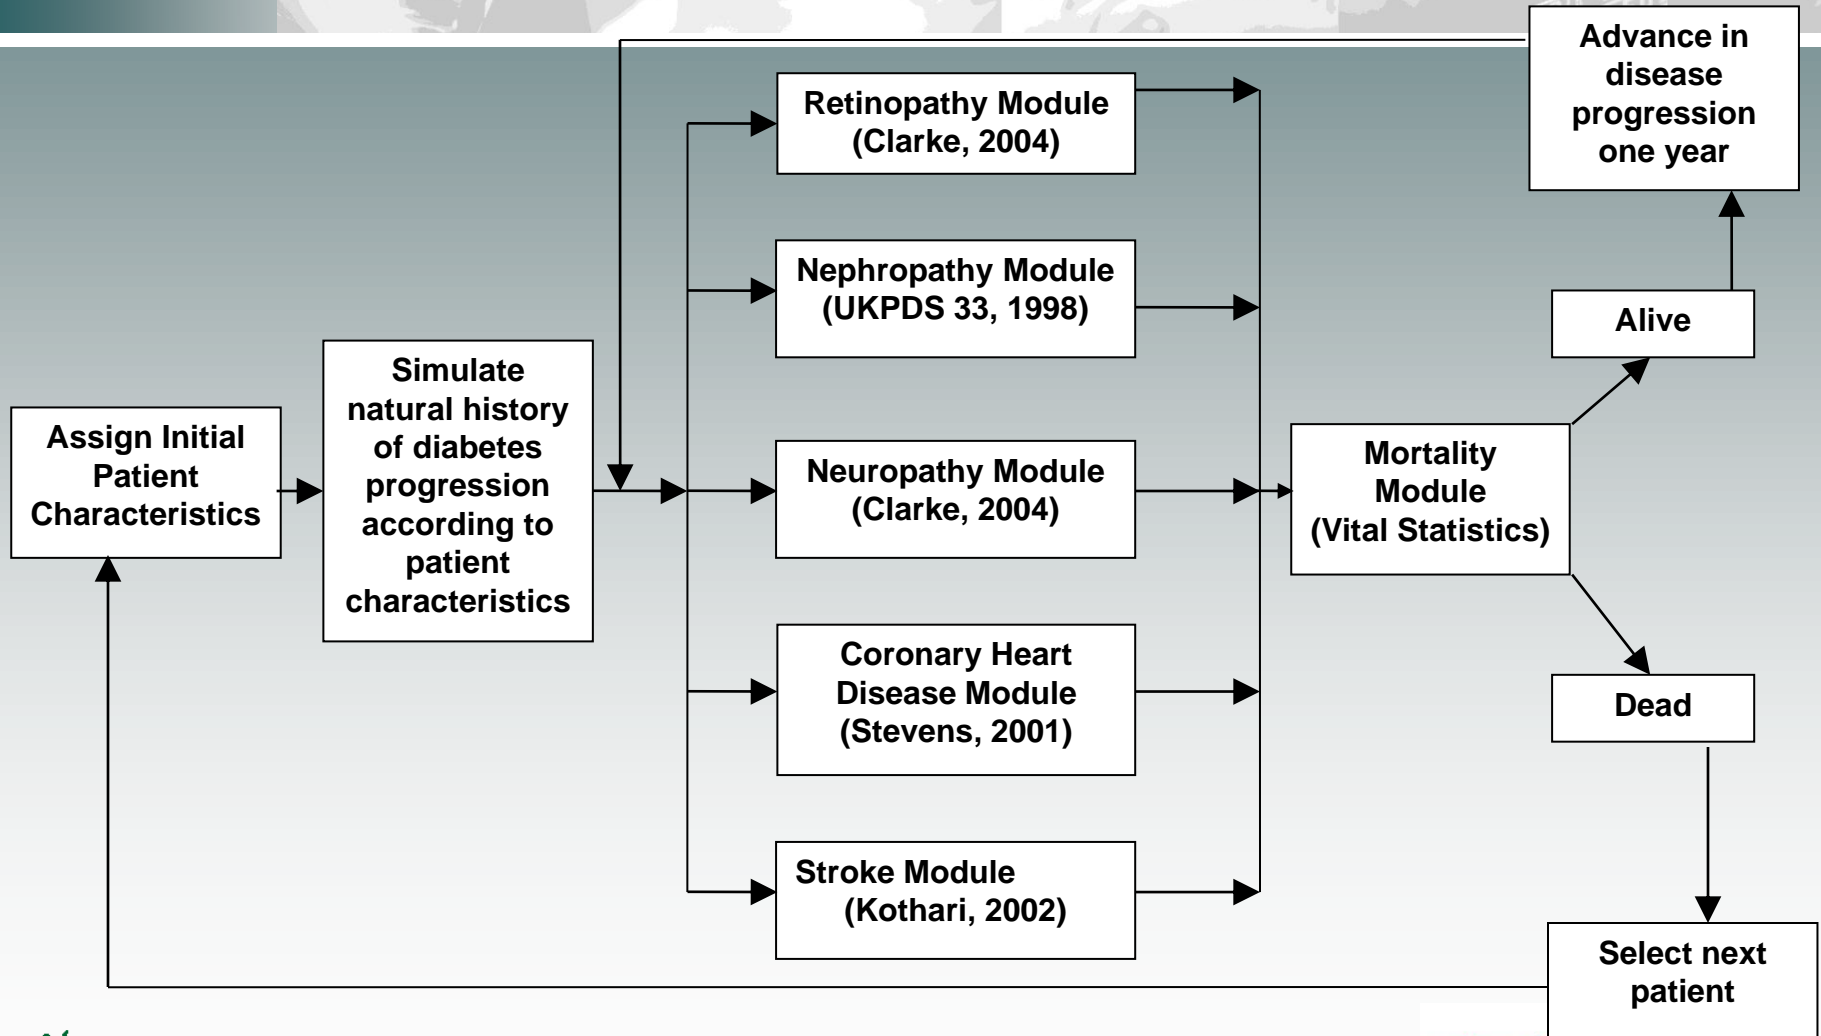 Assign Initial
Patient
Characteristics
Simulate
natural history
of diabetes
progression
according to
patient
characteristics
Retinopathy Module
(Clarke, 2004)
Nephropathy Module
(UKPDS 33, 1998)
Neuropathy Module
(Clarke, 2004)
Coronary Heart
Disease Module
(Stevens, 2001)
Stroke Module
(Kothari, 2002)
Mortality
Module
(Vital Statistics)
Alive
Advance in
disease
progression
one year
Dead
Select next
patient